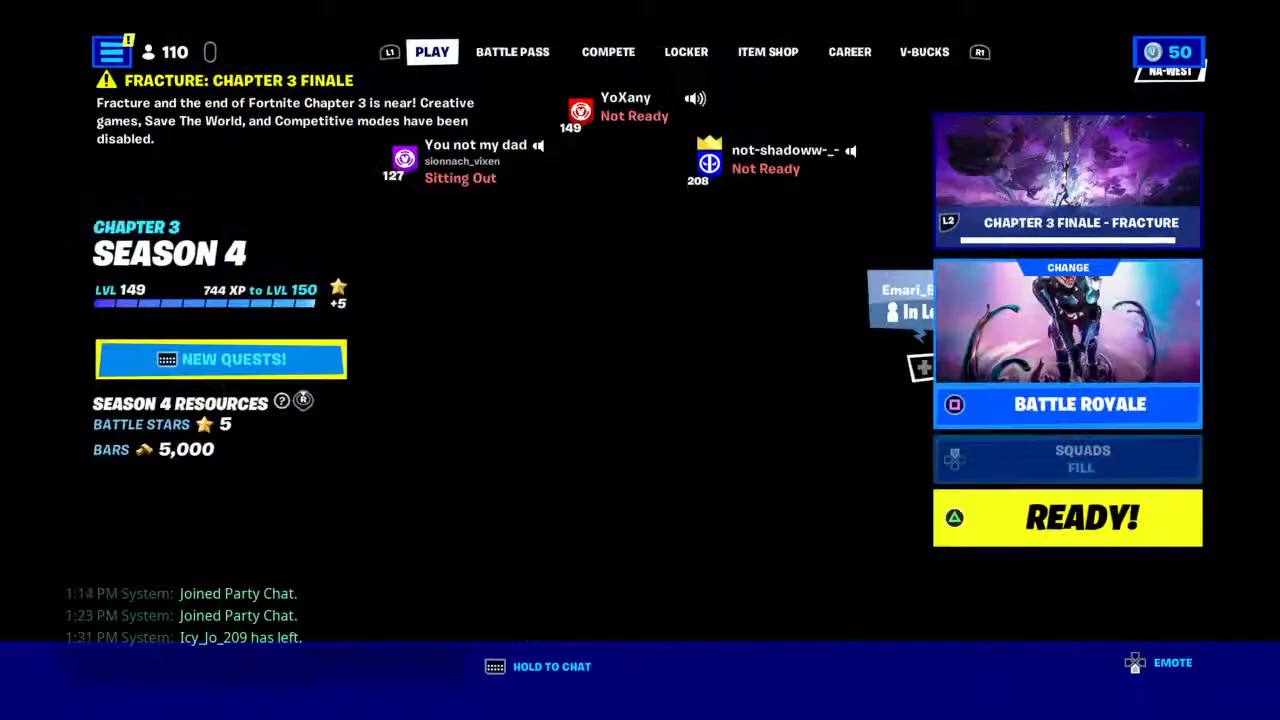 110
L1
PLAY
BATTLE PASS
COMPETE
LOCKER
ITEM SHOP
CAREER
V-BUCKS
R1
50
NA-WEST
FRACTURE: CHAPTER 3 FINALE
Fracture and the end of Fortnite Chapter 3 is near! Creative
games, Save The World, and Competitive modes have been
disabled.
YoXany
Not Ready
149
You not my dad
sionnach_vixen
Sitting Out
127
not-shadoww-_-
Not Ready
208
L2
CHAPTER 3 FINALE - FRACTURE
CHAPTER 3
SEASON 4
LVL 149
744 XP to LVL 150
+5
CHANGE
Emari_
In L
NEW QUESTS!
BATTLE ROYALE
SEASON 4 RESOURCES ? R
BATTLE STARS 5
BARS 5,000
SQUADS
FILL
READY!
1:14 PM System: Joined Party Chat.
1:23 PM System: Joined Party Chat.
1:31 PM System: Icy_Jo_209 has left.
HOLD TO CHAT
EMOTE